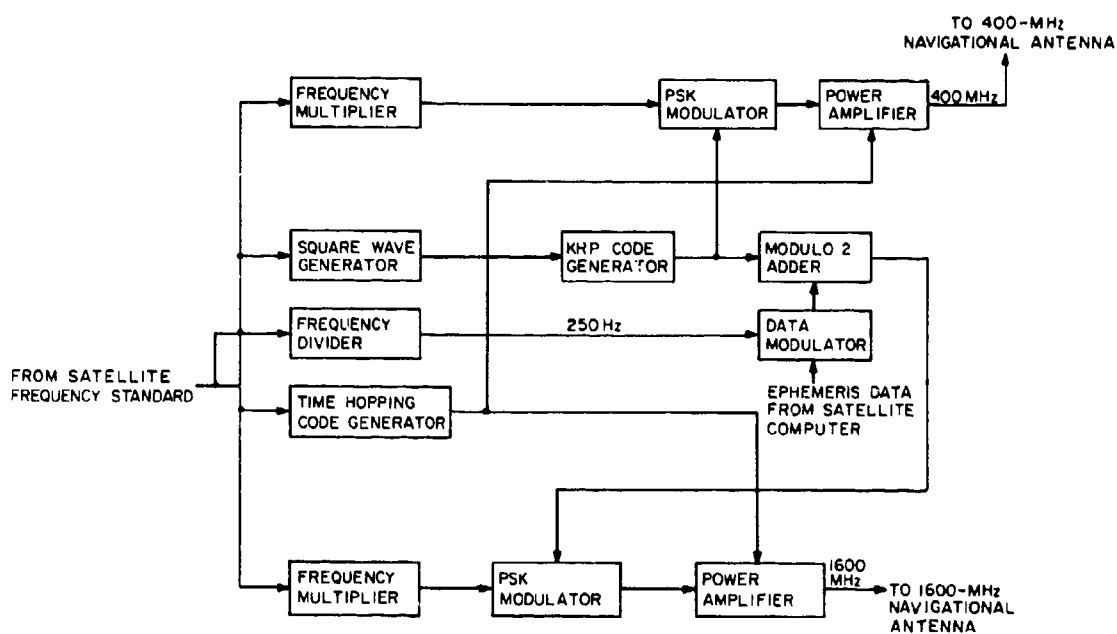 TO 400-MHz
NAVIGATIONAL ANTENNA
FREQUENCY
MULTIPLIER
PSK
MODULATOR
POWER
AMPLIFIER
400 MHz
SQUARE WAVE
GENERATOR
KHP CODE
GENERATOR
MODULO 2
ADDER
FREQUENCY
DIVIDER
250 Hz
DATA
MODULATOR
FROM SATELLITE
FREQUENCY STANDARD
TIME HOPPING
CODE GENERATOR
EPHEMERIS DATA
FROM SATELLITE
COMPUTER
FREQUENCY
MULTIPLIER
PSK
MODULATOR
POWER
AMPLIFIER
1600
MHz
TO 1600-MHz
NAVIGATIONAL
ANTENNA